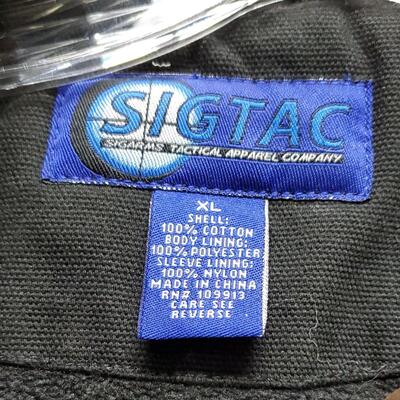 SIGTAC
SIGARMS TACTICAL APPAREL COMPANY
XL
SHELL:
100% COTTON
BODY LINING:
100% POLYESTER
SLEEVE LINING:
100% NYLON
MADE IN CHINA
RN# 109913
CARE SEE
REVERSE